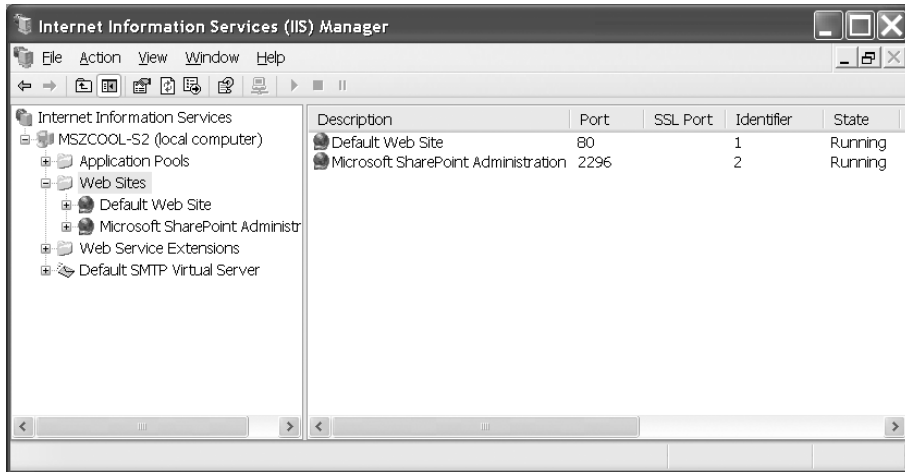 Internet Information Services (IIS) Manager
File Action View Window Help
Internet Information Services
MSZCOOL-S2 (local computer)
Application Pools
Web Sites
Default Web Site
Microsoft SharePoint Administr
Web Service Extensions
Default SMTP Virtual Server
Description Port SSL Port Identifier State
Default Web Site 80 1 Running
Microsoft SharePoint Administration 2296 2 Running